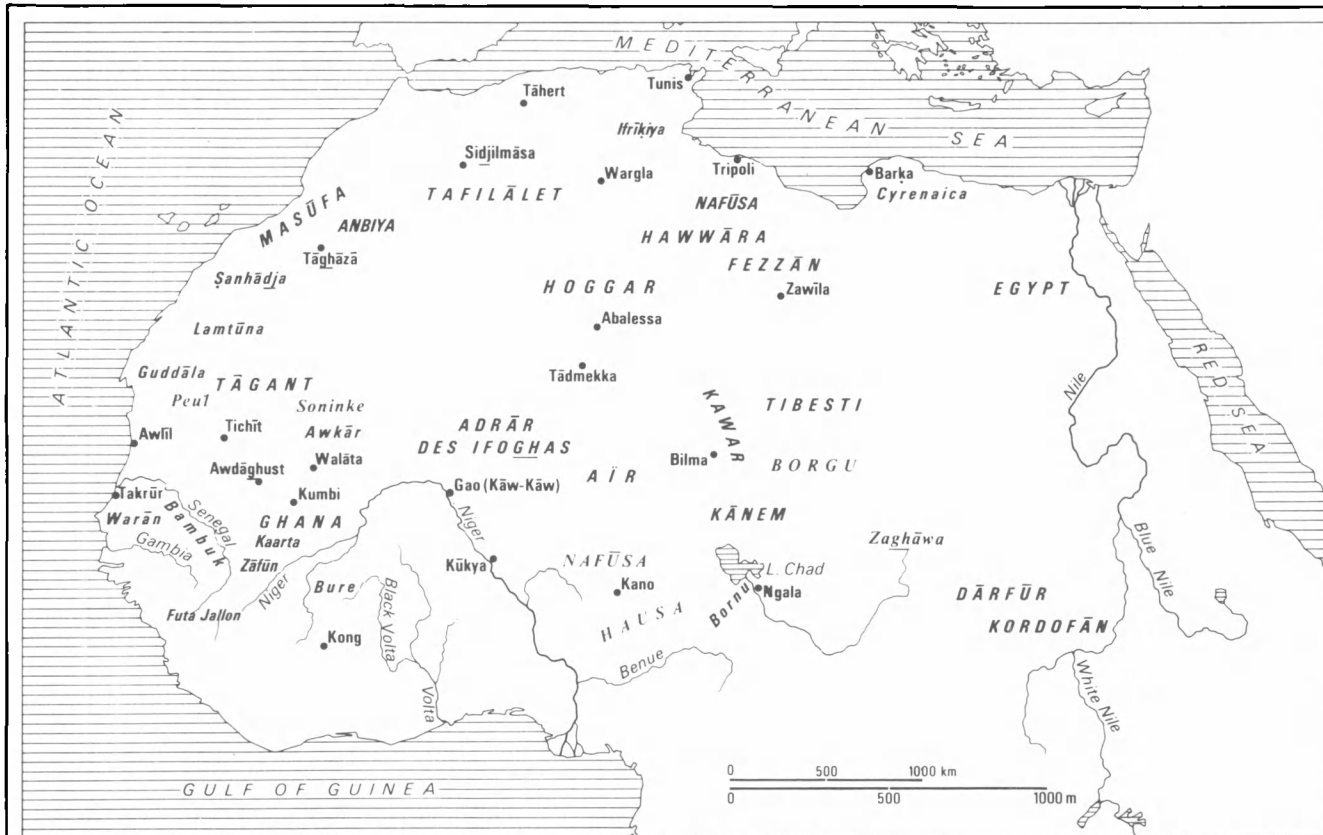 MEDITERRANEAN SEA
ATLANTIC OCEAN
Tāhert
Tunis
Ifrīḳiya
Sidjilmāsa
Wargla
Tripoli
Barḳa
Cyrenaica
TAFILĀLET
NAFŪSA
MASŪFA
ANBIYA
HAWWĀRA
Tāghāzā
FEZZĀN
Ṣanhādja
HOGGAR
Zawīla
EGYPT
Abalessa
Lamtūna
RED SEA
Nile
Guddāla
TĀGANT
Tādmekka
Peul
Soninke
KAWAR
TIBESTI
Awlīl
Tichīt
Awkār
ADRĀR
DES IFOGHAS
Walāta
Bilma
BORGU
Awdāghust
AÏR
Takrūr
Kumbi
Gao (Kāw-Kāw)
Warān
Senegal
Bambuk
GHANA
KĀNEM
Niger
Gambia
Kaarta
Zaghāwa
Blue Nile
Zāfūn
Kūkya
NAFŪSA
L. Chad
Niger
Bure
Black Volta
Kano
Bornu
Ngala
DĀRFŪR
Futa Jallon
HAUSA
KORDOFĀN
Kong
Benue
Volta
White Nile
GULF OF GUINEA
0 500 1000 km
0 500 1000 m